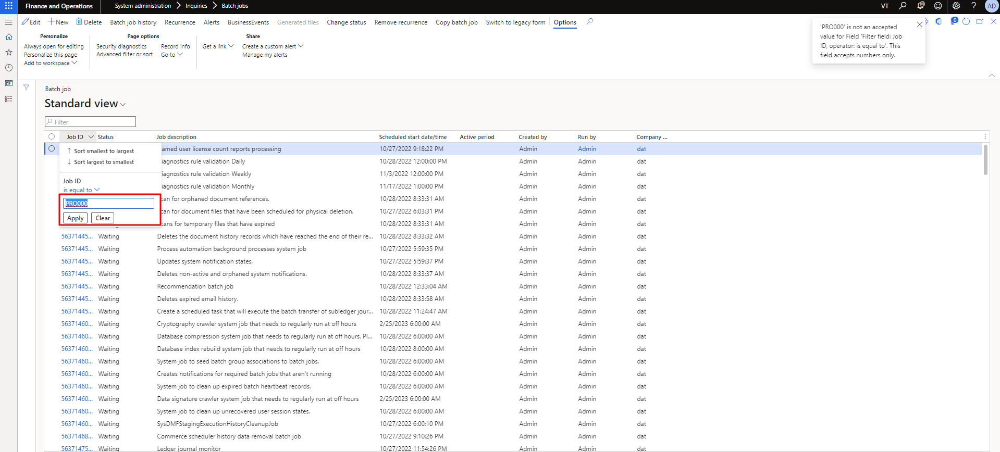 Finance and Operations
System administration > Inquiries > Batch jobs
VT
2
?
AD
Edit
New
Delete
Batch job history
Recurrence
Alerts
BusinessEvents
Generated files
Change status
Remove recurrence
Copy batch job
Switch to legacy form
Options
0
Personalize
Always open for editing
Personalize this page
Add to workspace
Page options
Security diagnostics
Advanced filter or sort
Record info
Go to
Get a link
Share
Create a custom alert
Manage my alerts
'PRO000' is not an accepted
value for Field 'Filter field: Job
ID, operator: is equal to'. This
field accepts numbers only.
Batch job
Standard view
Filter
Job ID Status Job description Scheduled start date/time Active period Created by Run by Company ...
Sort smallest to largest
Sort largest to smallest
Job ID
is equal to
PRO000
Apply Clear
amed user license count reports processing 10/27/2022 9:18:22 PM Admin Admin dat
iagnostics rule validation Daily 10/28/2022 12:00:00 PM Admin Admin dat
iagnostics rule validation Weekly 11/3/2022 12:00:00 PM Admin Admin dat
iagnostics rule validation Monthly 11/17/2022 1:00:00 PM Admin Admin dat
can for orphaned document references. 10/28/2022 8:33:31 AM Admin Admin dat
can for document files that have been scheduled for physical deletion. 10/27/2022 6:03:31 PM Admin Admin dat
cans for temporary files that have expired 10/28/2022 8:33:31 AM Admin Admin dat
56371445... Waiting Deletes the document history records which have reached the end of their re... 10/28/2022 8:33:32 AM Admin Admin dat
56371445... Waiting Process automation background processes system job 10/27/2022 5:59:35 PM Admin Admin dat
56371445... Waiting Updates system notification states. 10/27/2022 5:59:37 PM Admin Admin dat
56371445... Waiting Deletes non-active and orphaned system notifications. 10/28/2022 8:33:37 AM Admin Admin dat
56371445... Waiting Recommendation batch job 10/28/2022 12:33:04 AM Admin Admin dat
56371445... Waiting Deletes expired email history. 10/28/2022 8:33:58 AM Admin Admin dat
56371445... Waiting Create a scheduled task that will execute the batch transfer of subledger jour... 10/28/2022 11:24:47 AM Admin Admin dat
56371460... Waiting Cryptography crawler system job that needs to regularly run at off hours 2/25/2023 6:00:00 AM Admin Admin dat
56371460... Waiting Database compression system job that needs to regularly run at off hours. Pl... 10/28/2022 6:00:00 AM Admin Admin dat
56371460... Waiting Database index rebuild system job that needs to regularly run at off hours 10/28/2022 8:00:00 AM Admin Admin dat
56371460... Waiting System job to seed batch group associations to batch jobs. 10/28/2022 6:00:00 AM Admin Admin dat
56371460... Waiting Creates notifications for required batch jobs that aren't running 10/28/2022 6:00:00 AM Admin Admin dat
56371460... Waiting System job to clean up expired batch heartbeat records. 10/28/2022 6:00:00 AM Admin Admin dat
56371460... Waiting Data signature crawler system job that needs to regularly run at off hours 2/25/2023 6:00:00 AM Admin Admin dat
56371460... Waiting System job to clean up unrecovered user session states. 10/28/2022 6:00:00 AM Admin Admin dat
56371460... Waiting SysDMFStagingExecutionHistoryCleanupJob 10/27/2022 6:00:10 PM Admin Admin dat
56371468... Waiting Commerce scheduler history data removal batch job 10/27/2022 9:10:26 PM Admin Admin dat
56371475... Waiting Ledger journal monitor 10/27/2022 11:54:26 PM Admin Admin dat